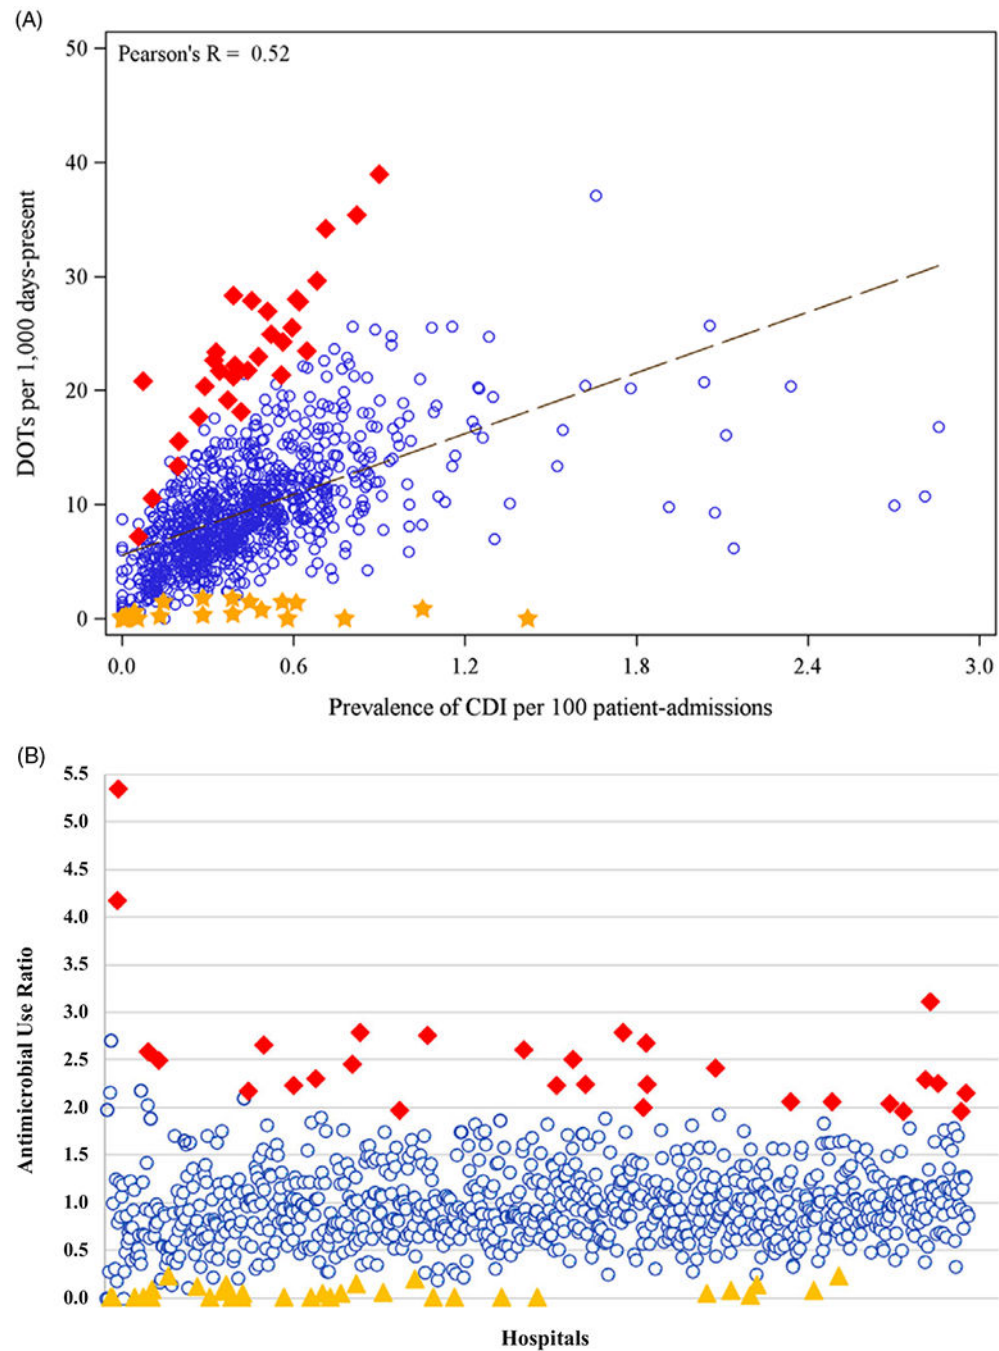 (A)
Pearson's R = 0.52
50
40
30
20
10
0
DOTs per 1,000 days-present
0.0 0.6 1.2 1.8 2.4 3.0
Prevalence of CDI per 100 patient-admissions
(B)
5.5
5.0
4.5
4.0
3.5
3.0
2.5
2.0
1.5
1.0
0.5
0.0
Antimicrobial Use Ratio
Hospitals